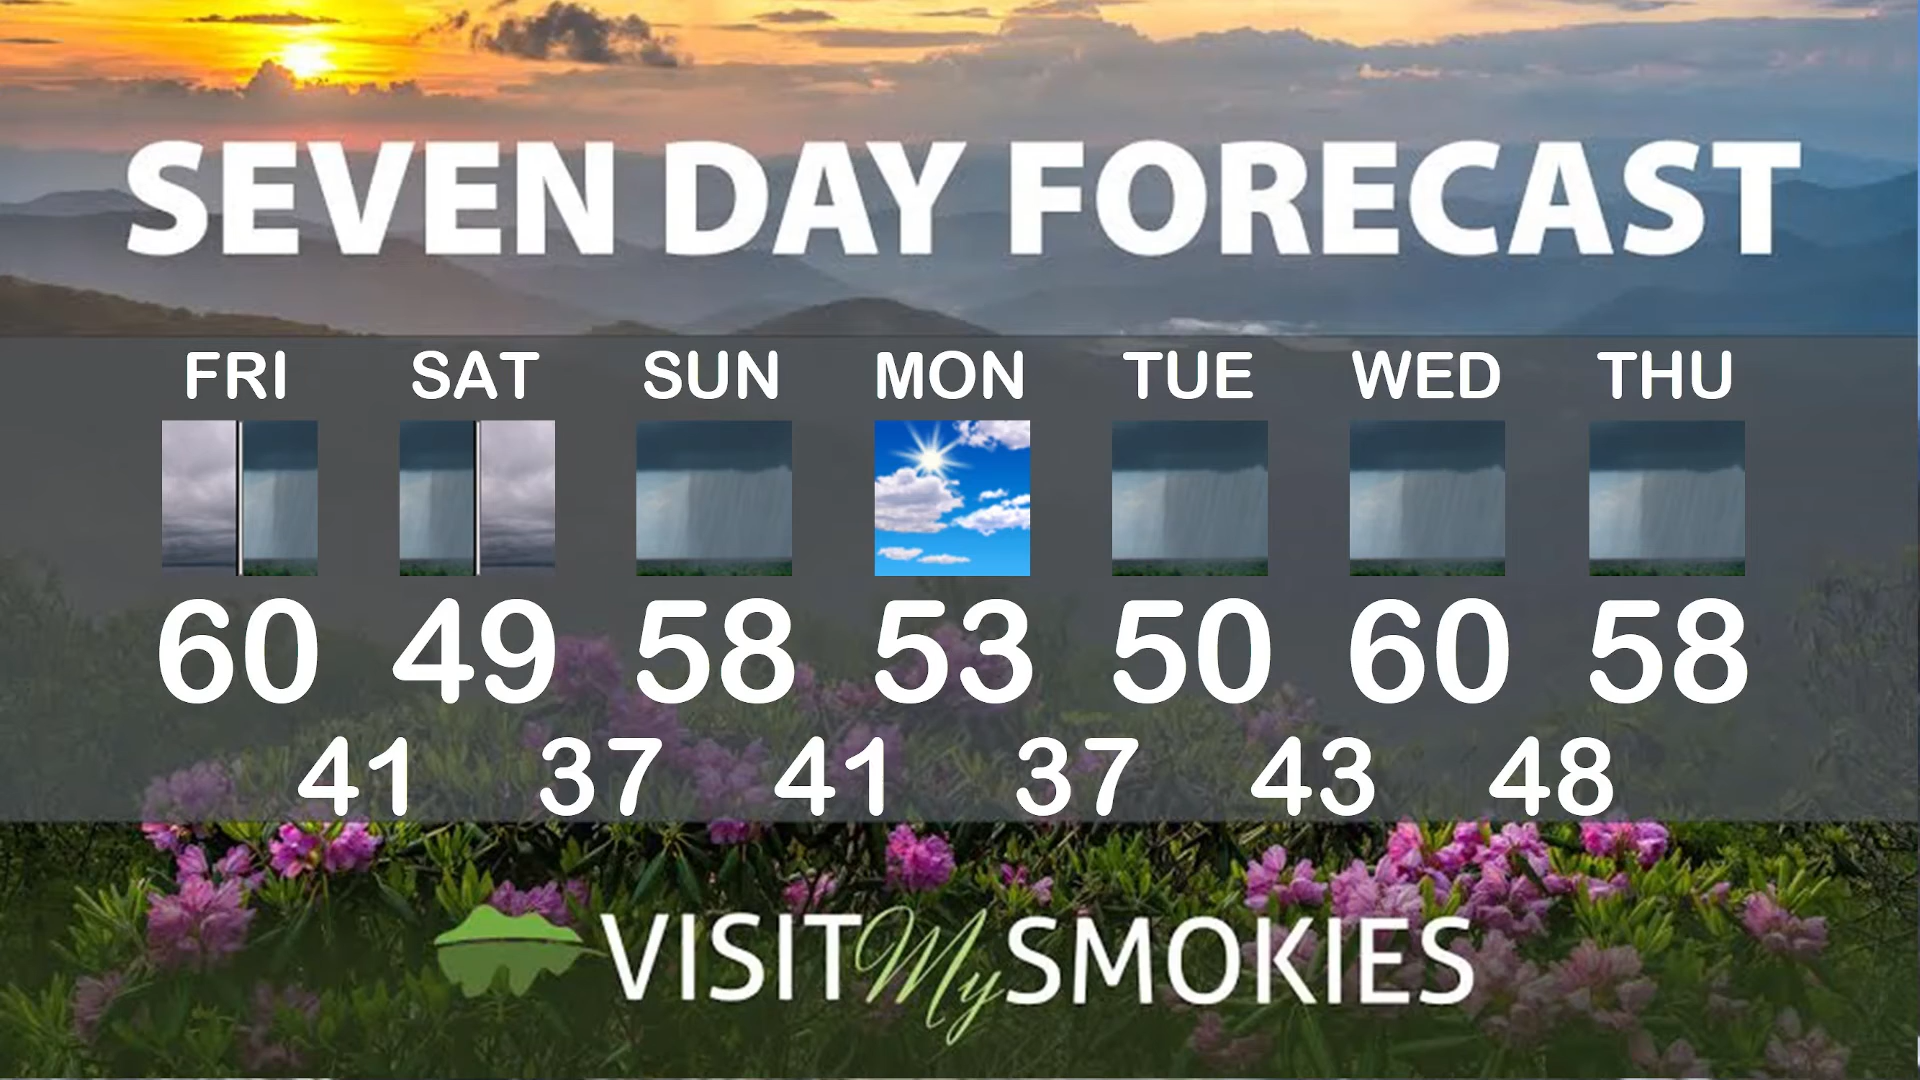 SEVEN DAY FORECAST
FRI SAT SUN MON TUE WED THU
60 49 58 53 50 60 58
41 37 41 37 43 48
VISIT My SMOKIES